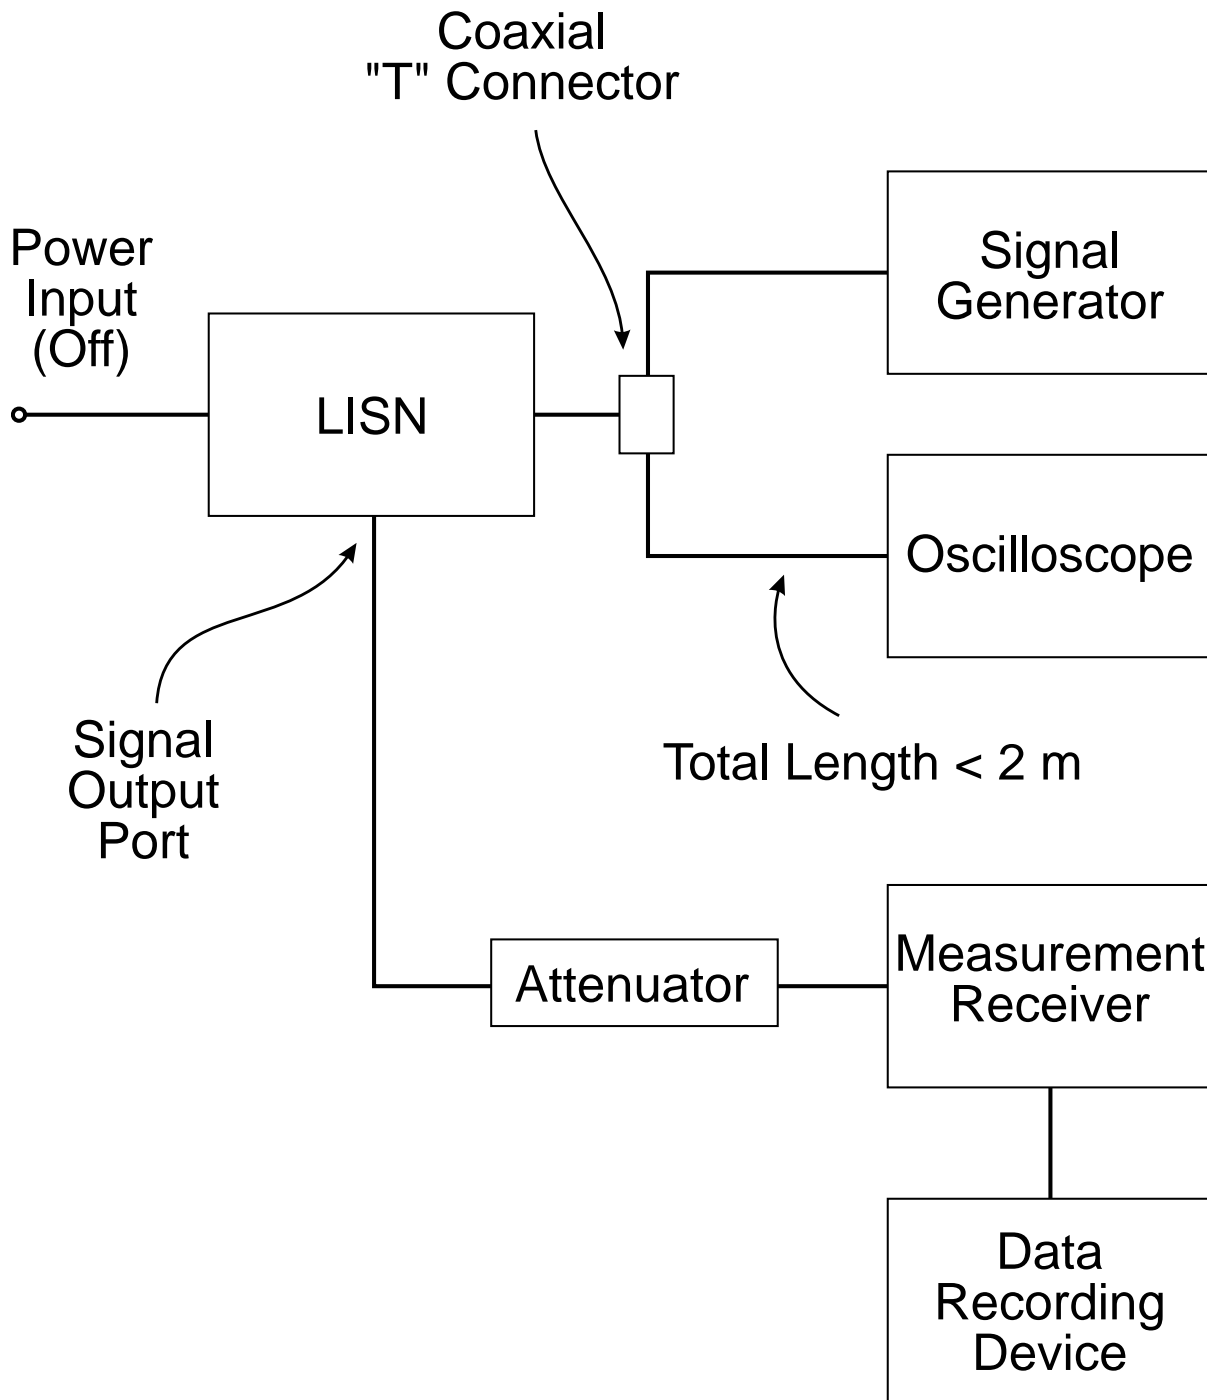 Coaxial
"T" Connector
Signal
Generator
Power
Input
(Off)
LISN
Oscilloscope
Signal
Output
Port
Total Length < 2 m
Attenuator
Measurement
Receiver
Data
Recording
Device